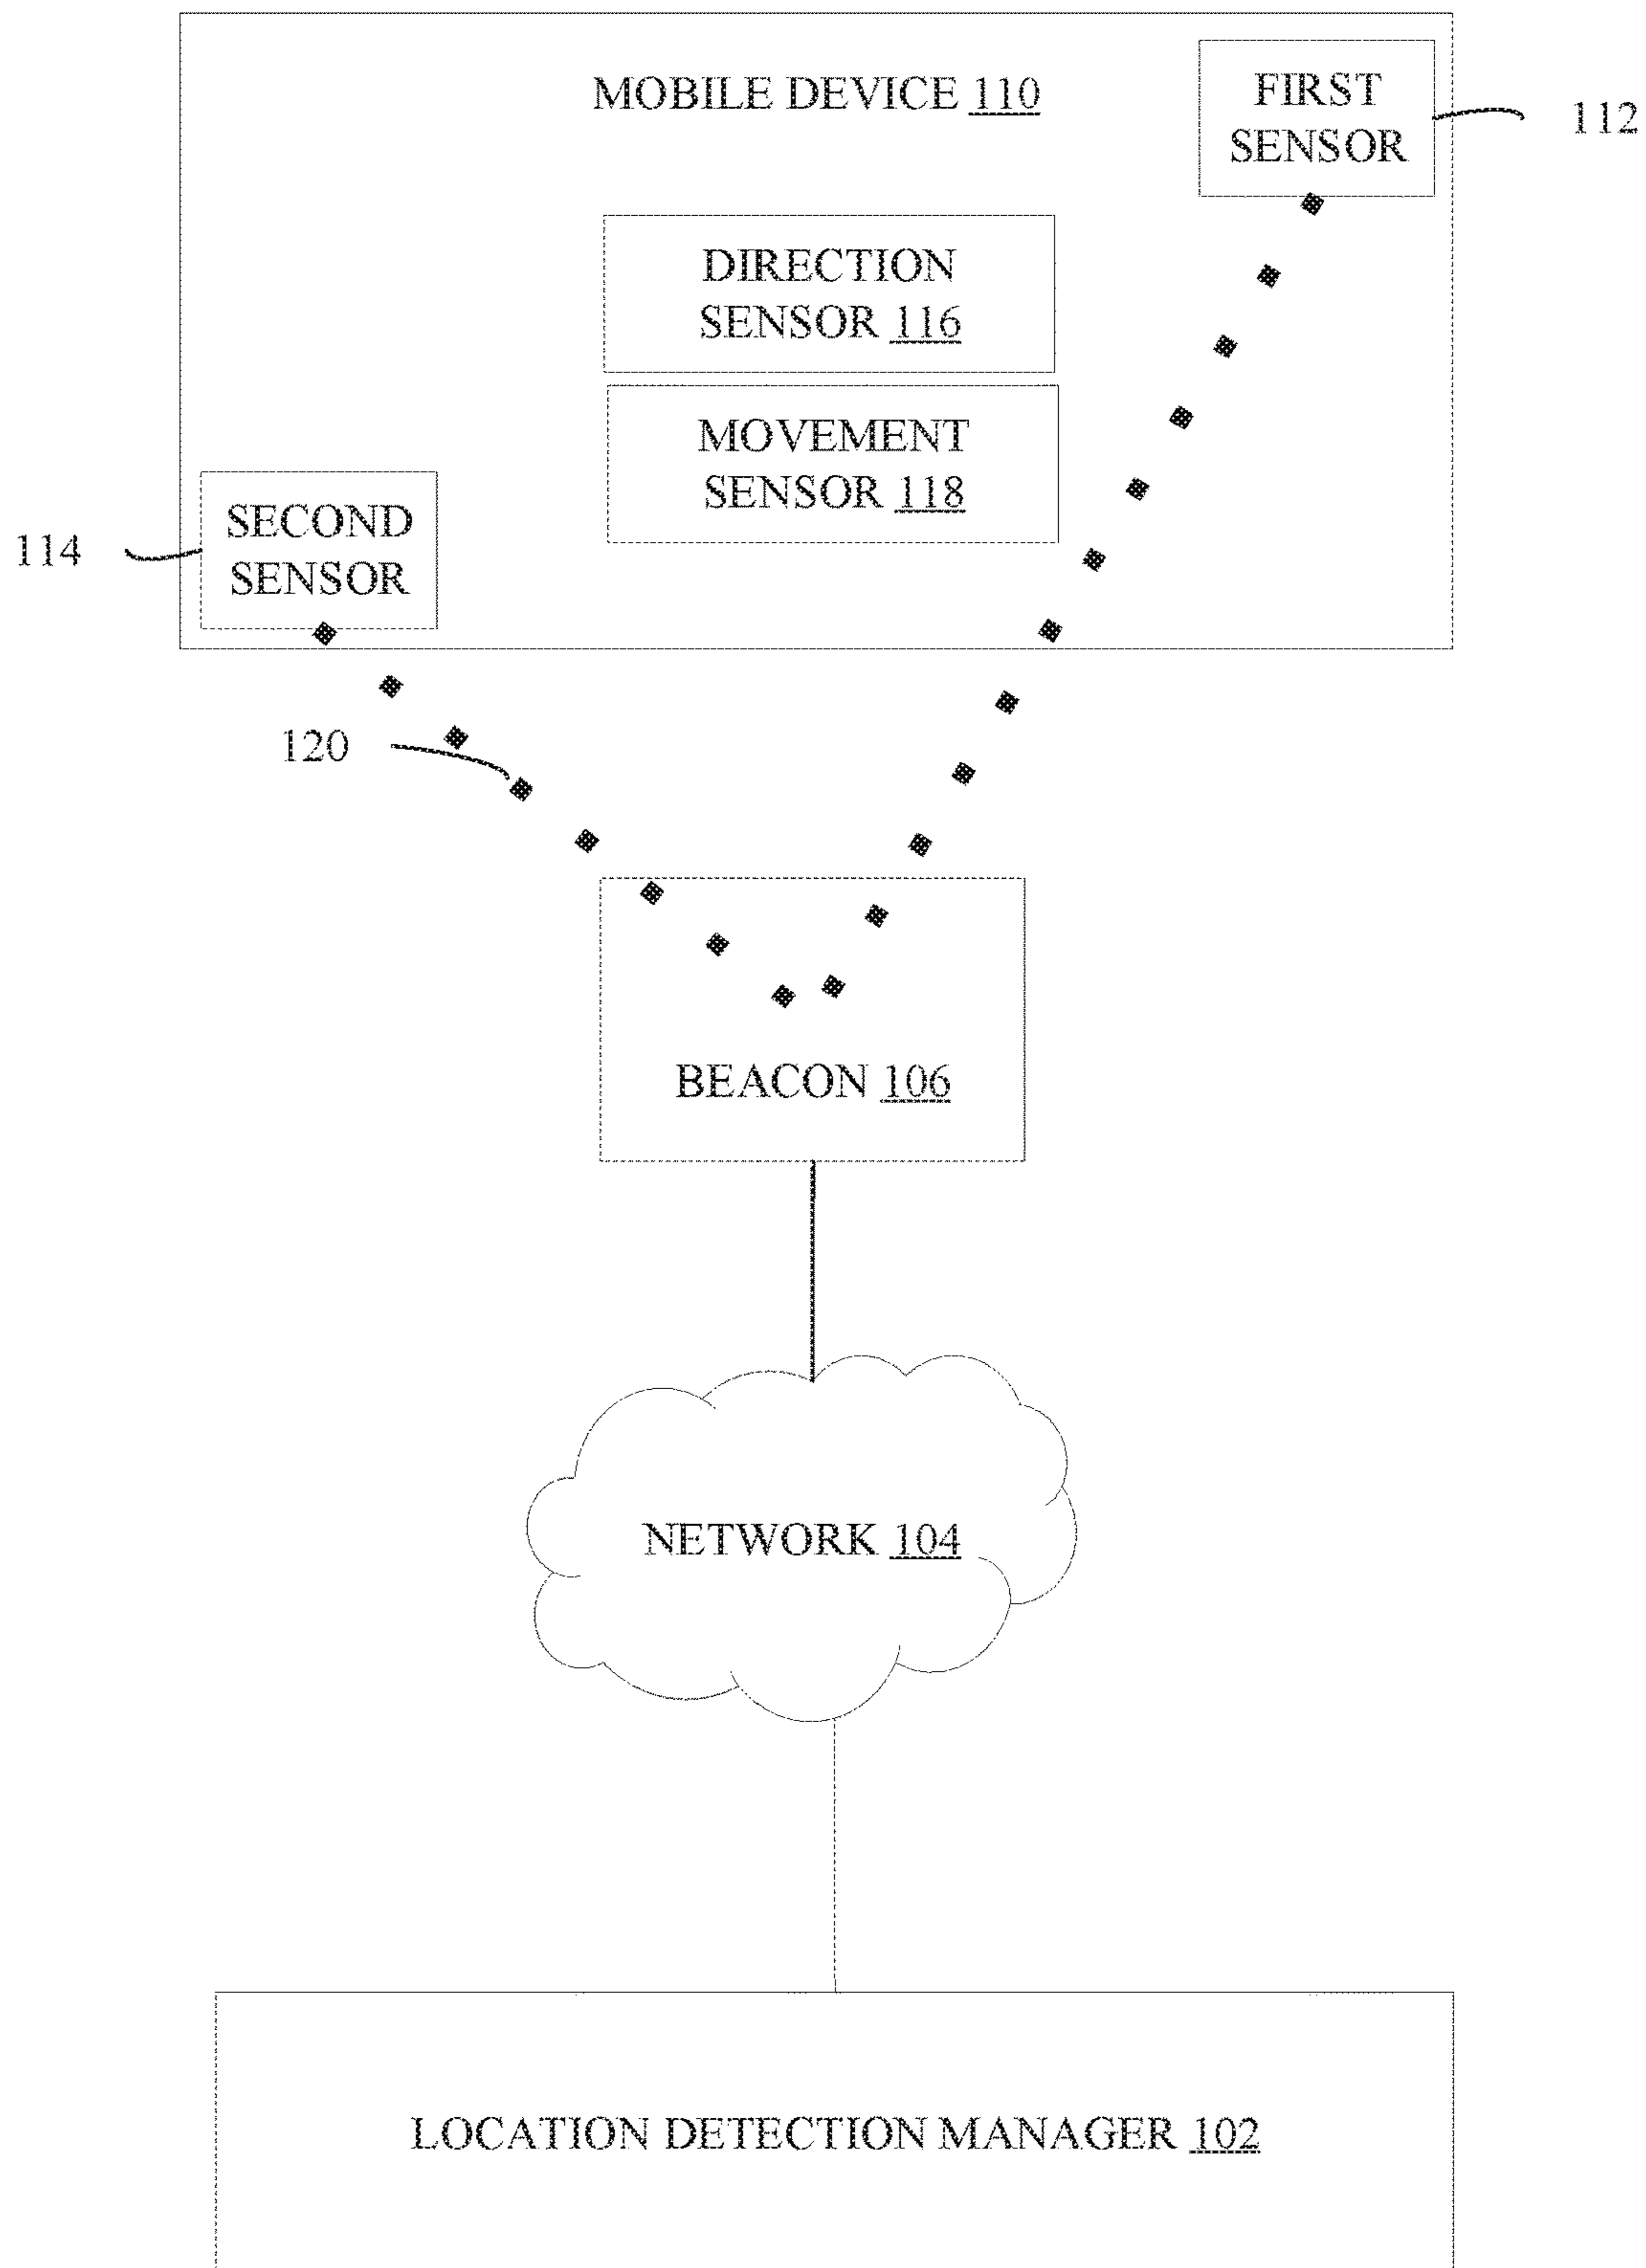 MOBILE DEVICE 110
FIRST
SENSOR
112
DIRECTION
SENSOR 116
MOVEMENT
SENSOR 118
SECOND
SENSOR
114
120
BEACON 106
NETWORK 104
LOCATION DETECTION MANAGER 102